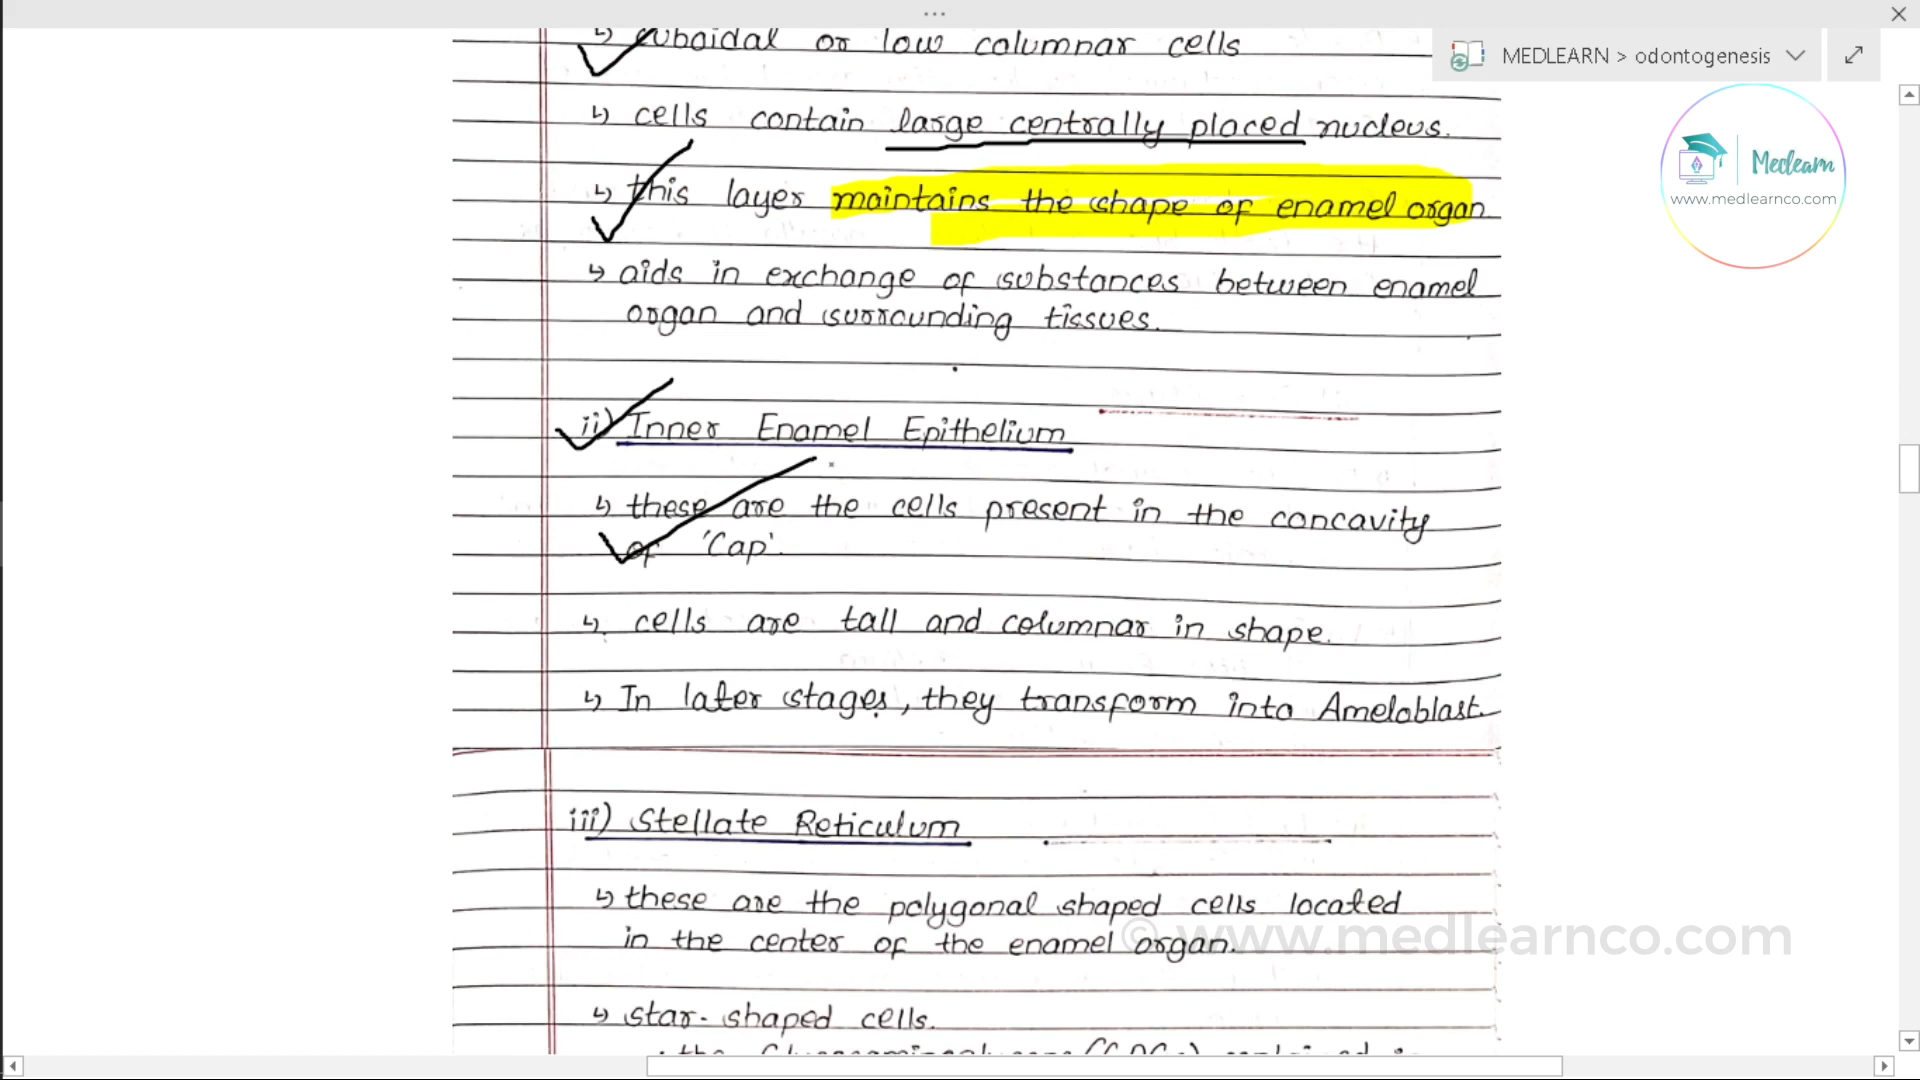 ...
MEDLEARN > odontogenesis
Medlearn
www.medlearnco.com
↳ cuboidal or low columnar cells
↳ cells contain large centrally placed nucleus.
↳ this layer maintains the shape of enamel organ
↳ aids in exchange of substances between enamel
organ and surrounding tissues.
ii) Inner Enamel Epithelium
↳ these are the cells present in the concavity
of 'Cap'.
↳ cells are tall and columnar in shape.
↳ In later stages, they transform into Ameloblast
iii) Stellate Reticulum
↳ these are the polygonal shaped cells located
in the center of the enamel organ.
© www.medlearnco.com
↳ star-shaped cells.